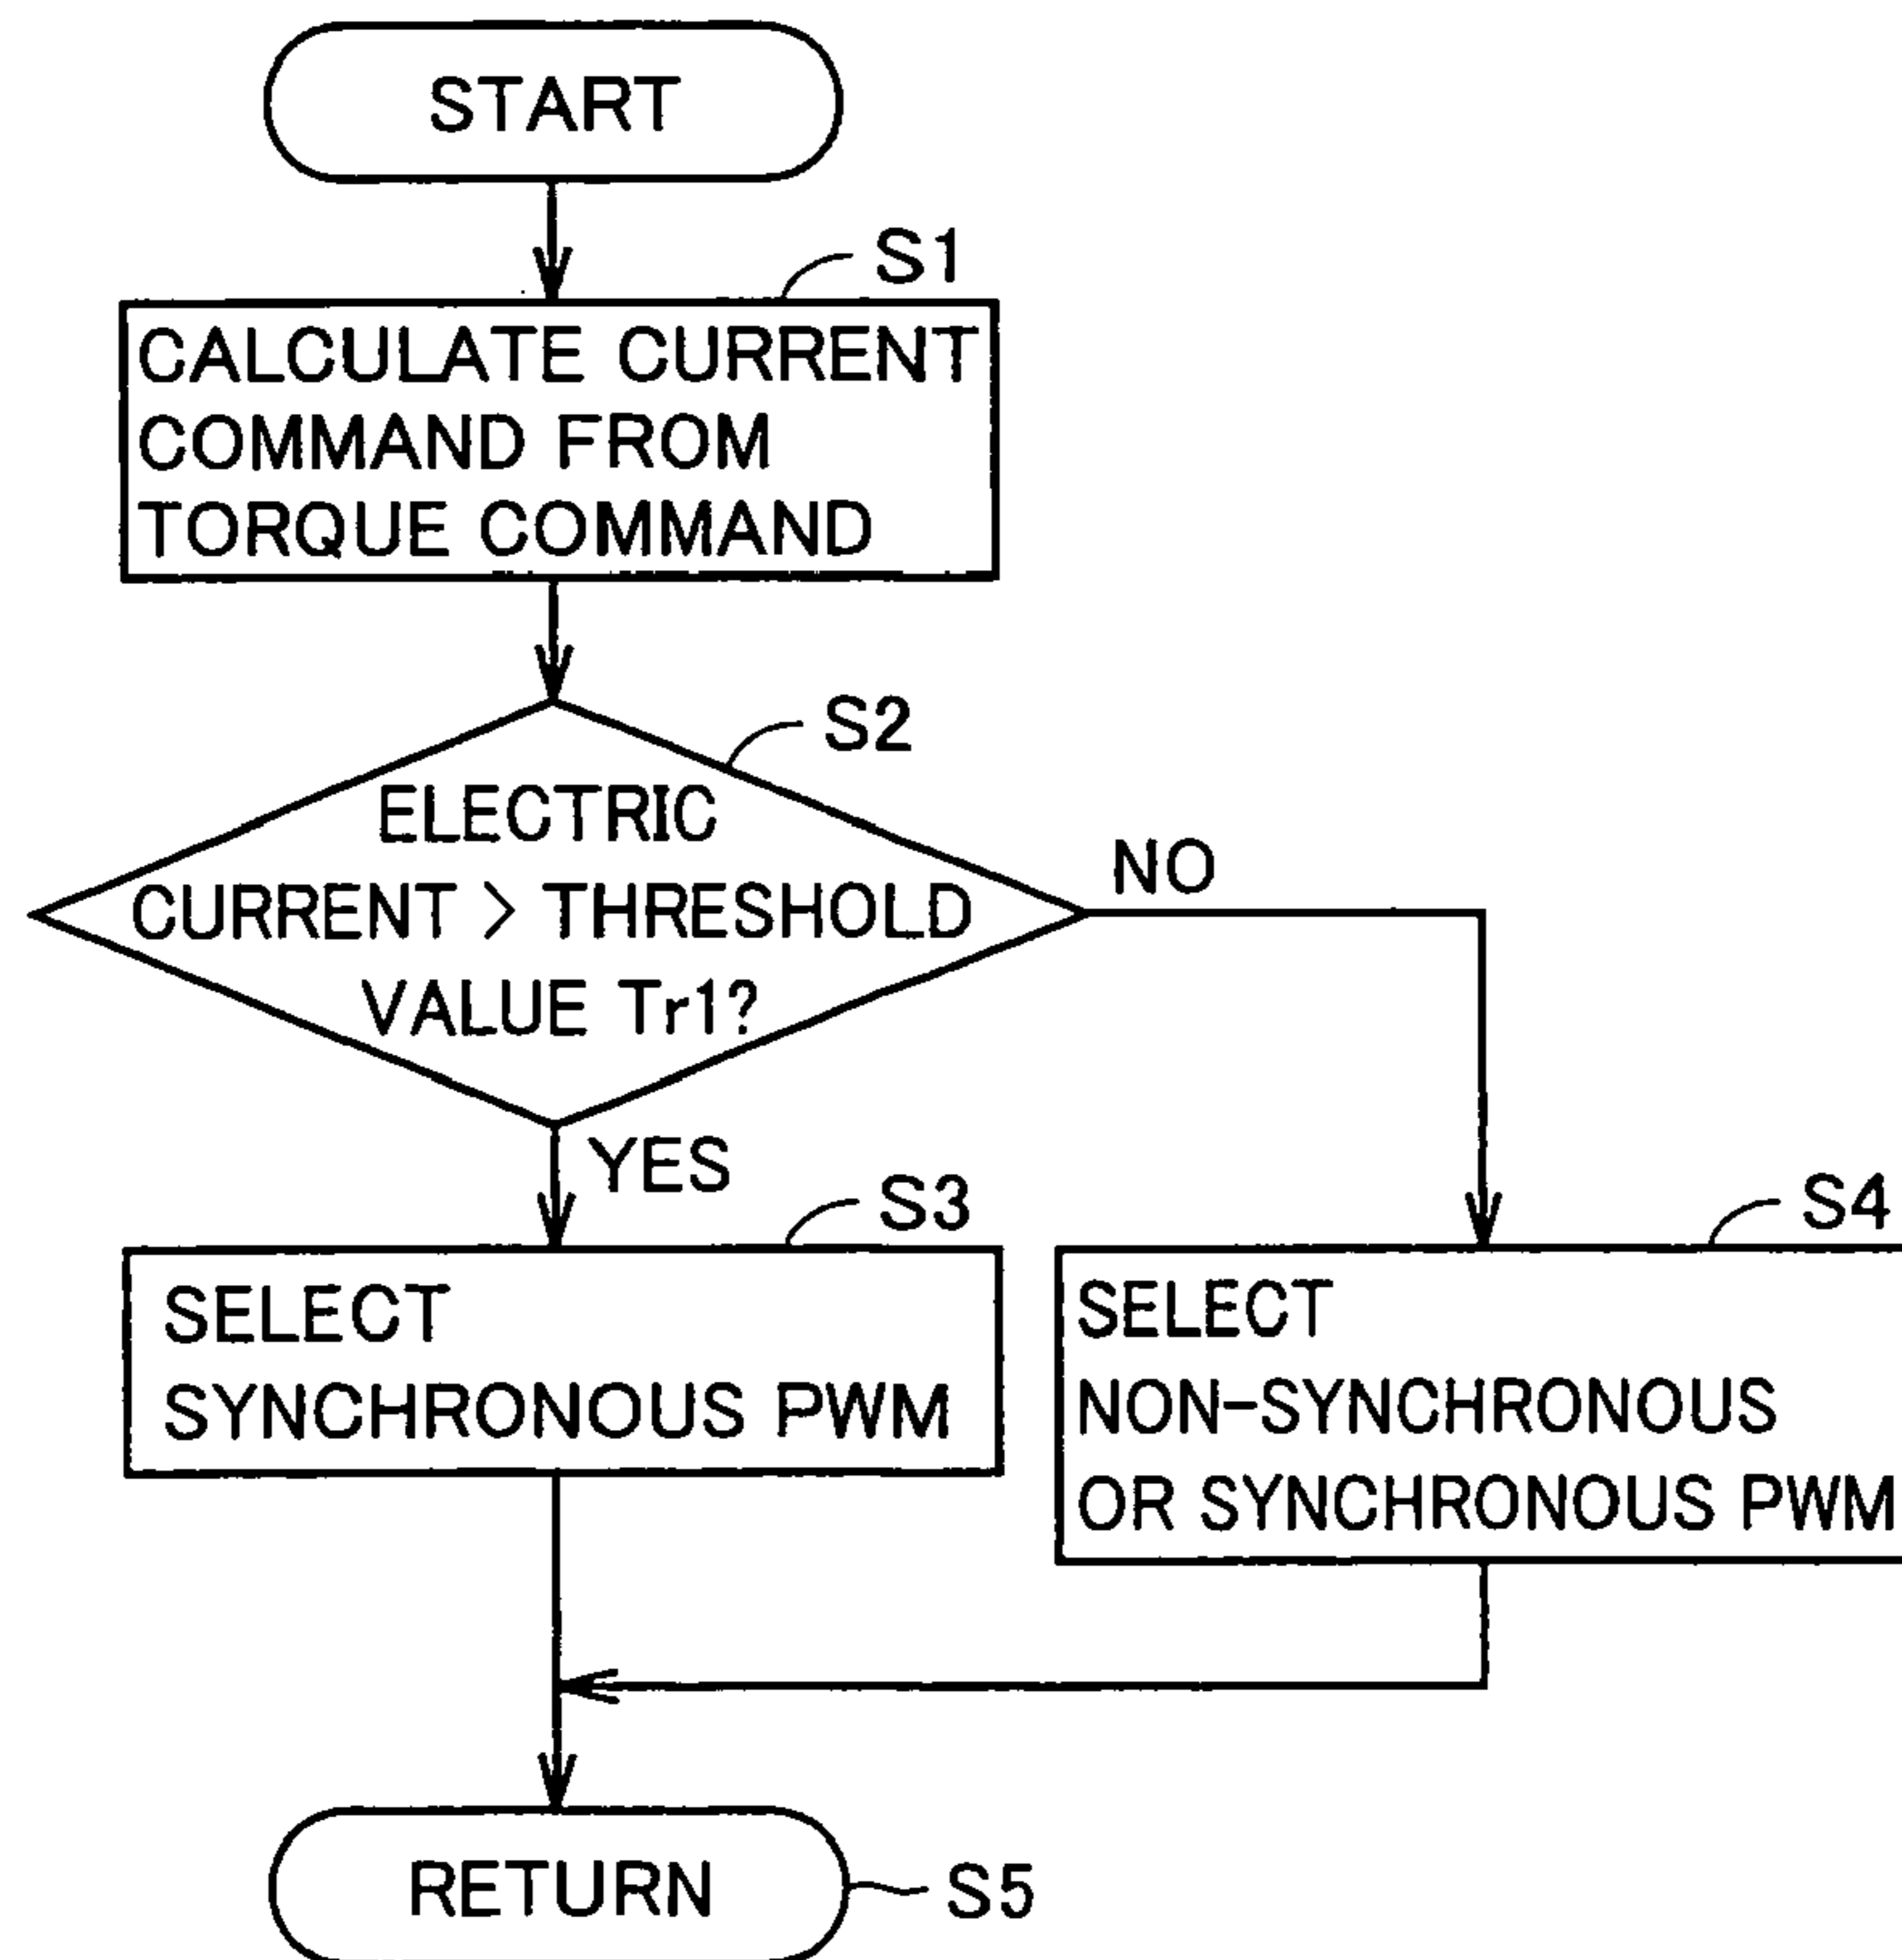 START
S1
CALCULATE CURRENT
COMMAND FROM
TORQUE COMMAND
S2
ELECTRIC
CURRENT > THRESHOLD
VALUE Tr1?
NO
YES
S3
SELECT
SYNCHRONOUS PWM
S4
SELECT
NON-SYNCHRONOUS
OR SYNCHRONOUS PWM
RETURN
S5